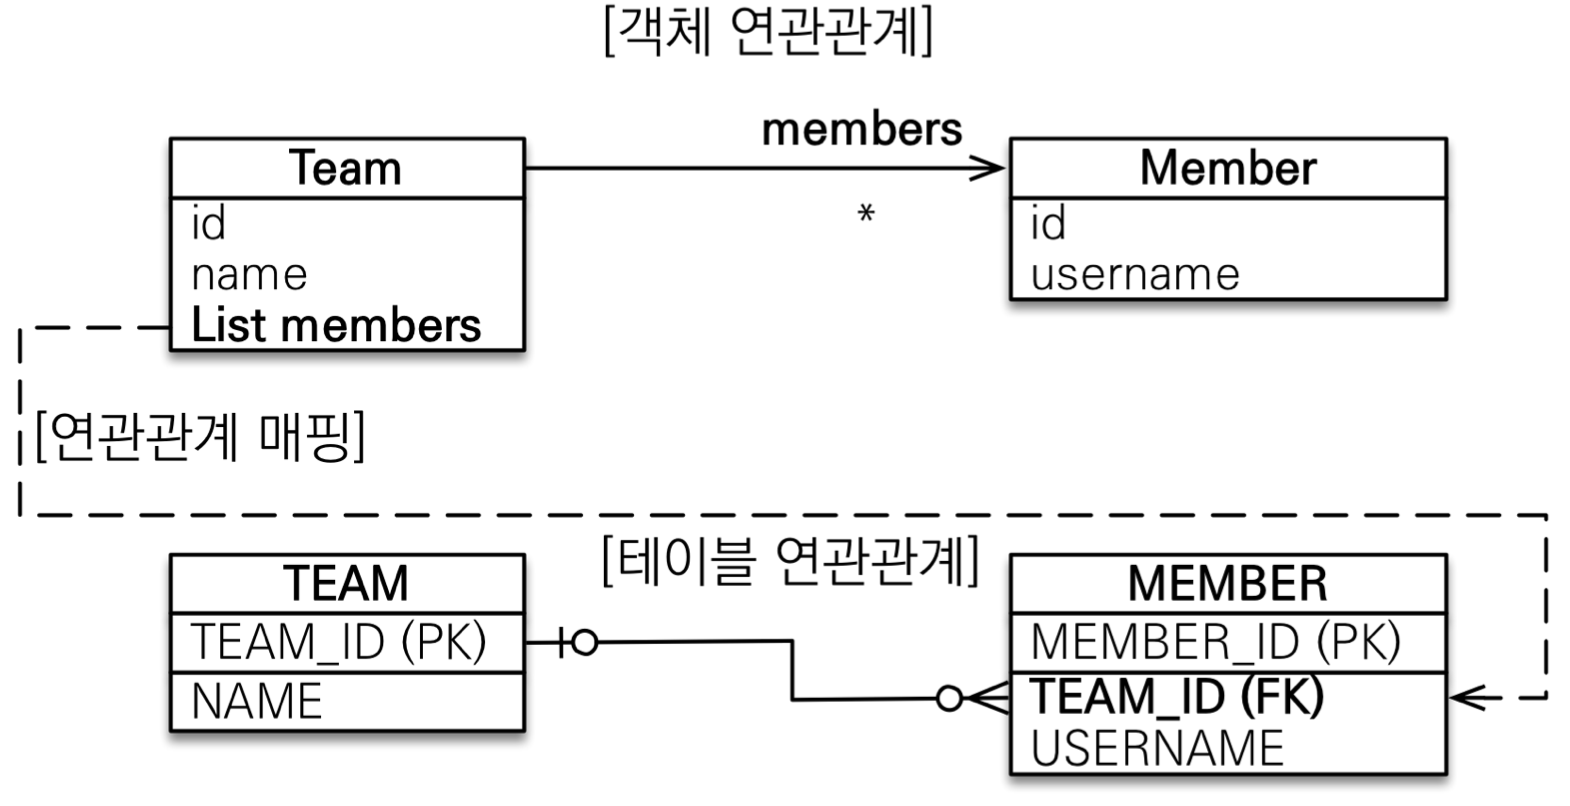 [객체 연관관계]
members
Team
Member
*
id
name
List members
id
username
[연관관계 매핑]
[테이블 연관관계]
TEAM
TEAM_ID (PK)
NAME
MEMBER
MEMBER_ID (PK)
TEAM_ID (FK)
USERNAME